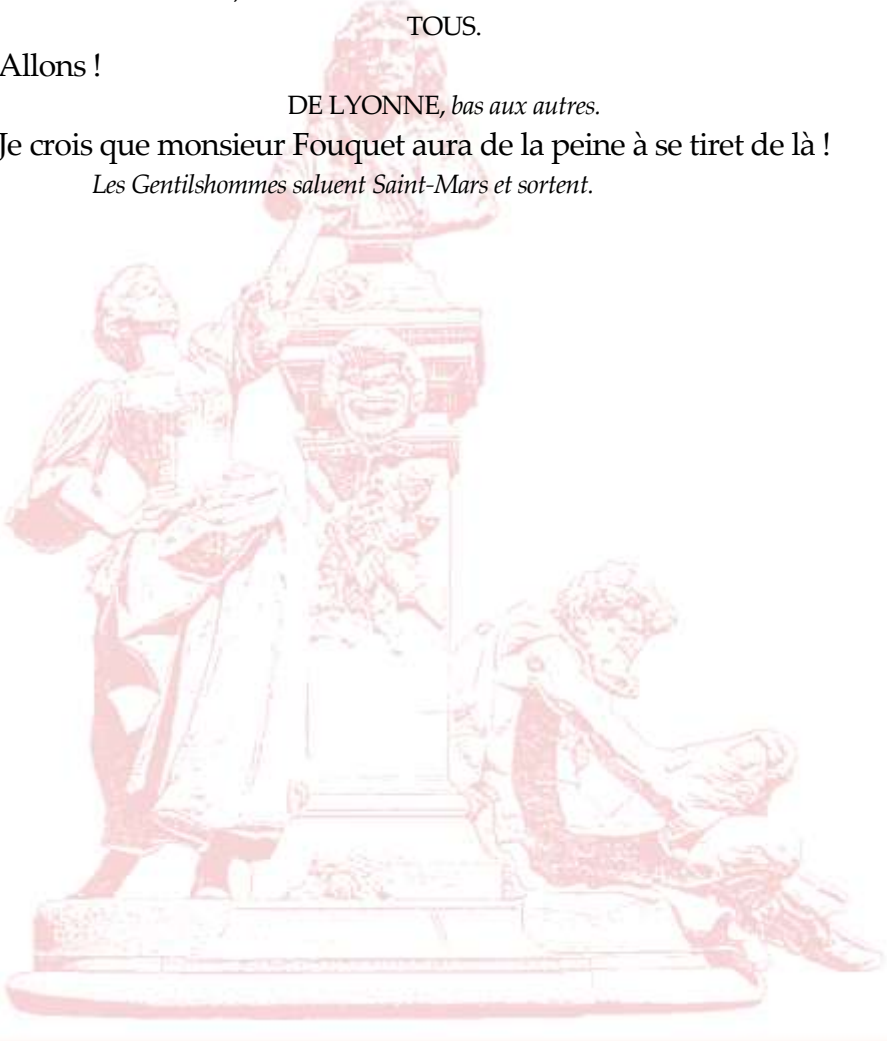 TOUS.
Allons !
DE LYONNE, bas aux autres.
Je crois que monsieur Fouquet aura de la peine à se tiret de là !
Les Gentilshommes saluent Saint-Mars et sortent.